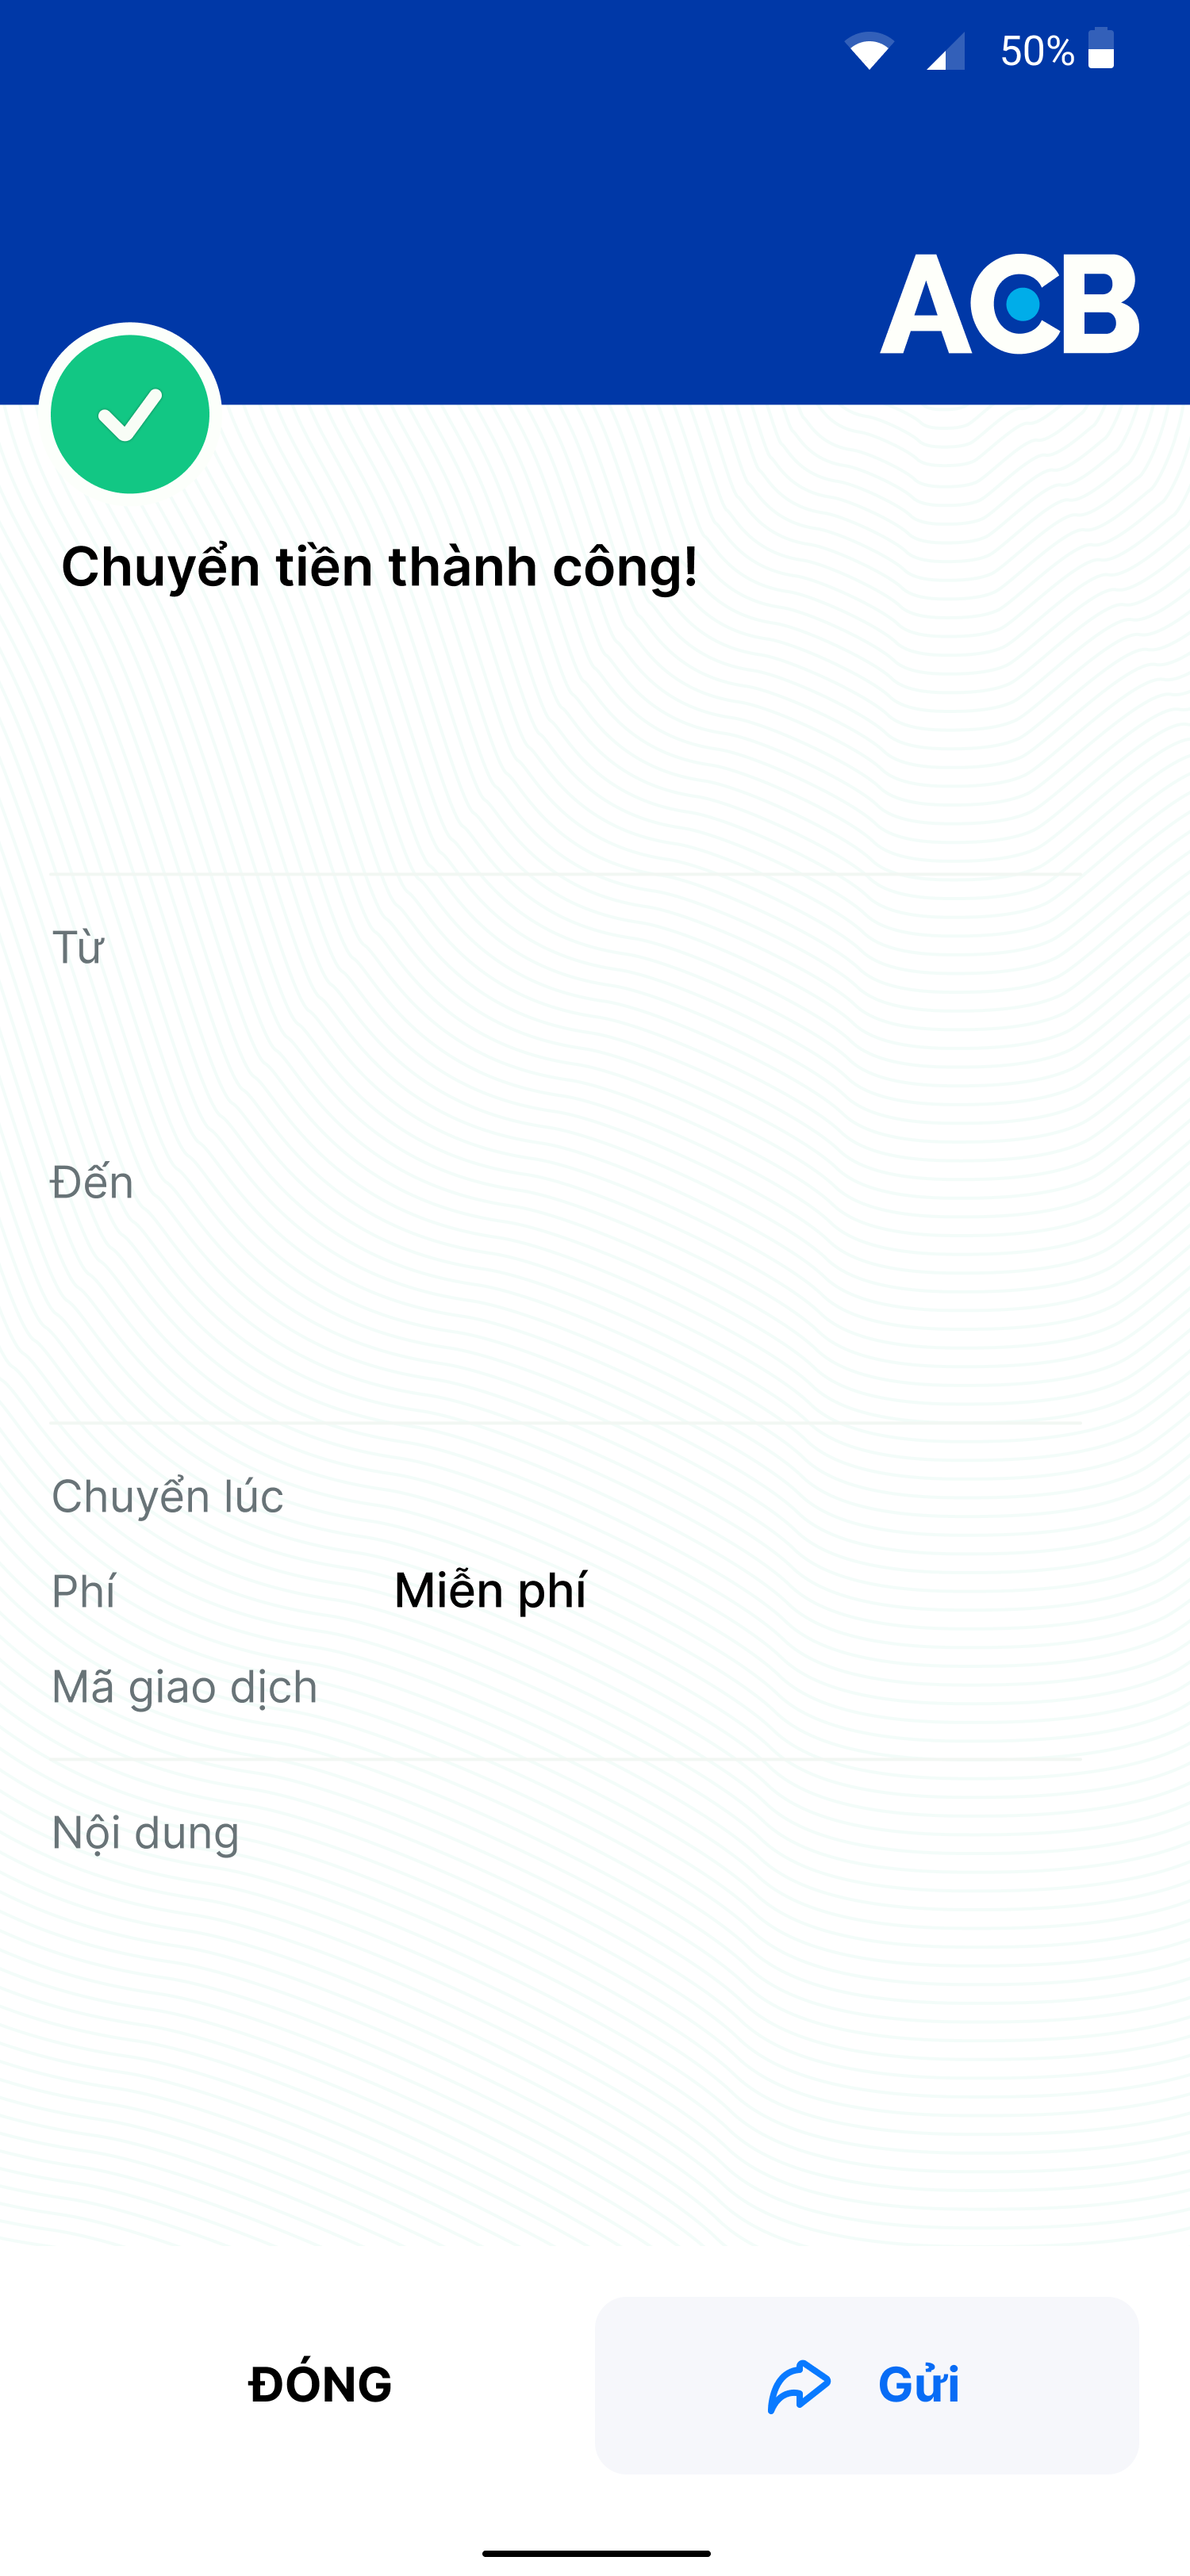 50%
ACB
Chuyển tiền thành công!
Từ
Đến
Chuyển lúc
Phí Miễn phí
Mã giao dịch
Nội dung
ĐÓNG Gửi